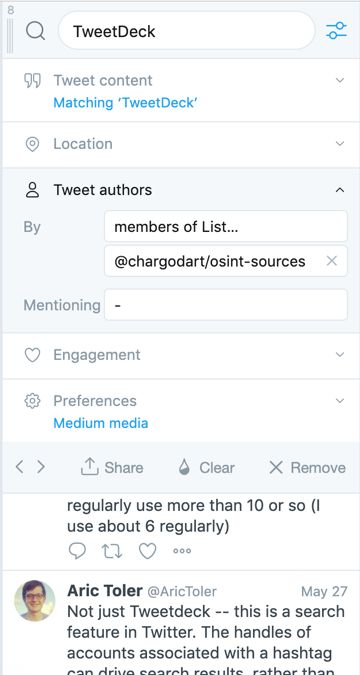 8
TweetDeck
Tweet content
Matching ‘TweetDeck’
Location
Tweet authors
By
members of List...
@chargodart/osint-sources
Mentioning -
Engagement
Preferences
Medium media
Share Clear Remove
regularly use more than 10 or so (I
use about 6 regularly)
Aric Toler @AricToler May 27
Not just Tweetdeck -- this is a search
feature in Twitter. The handles of
accounts associated with a hashtag
can drive search results, rather than